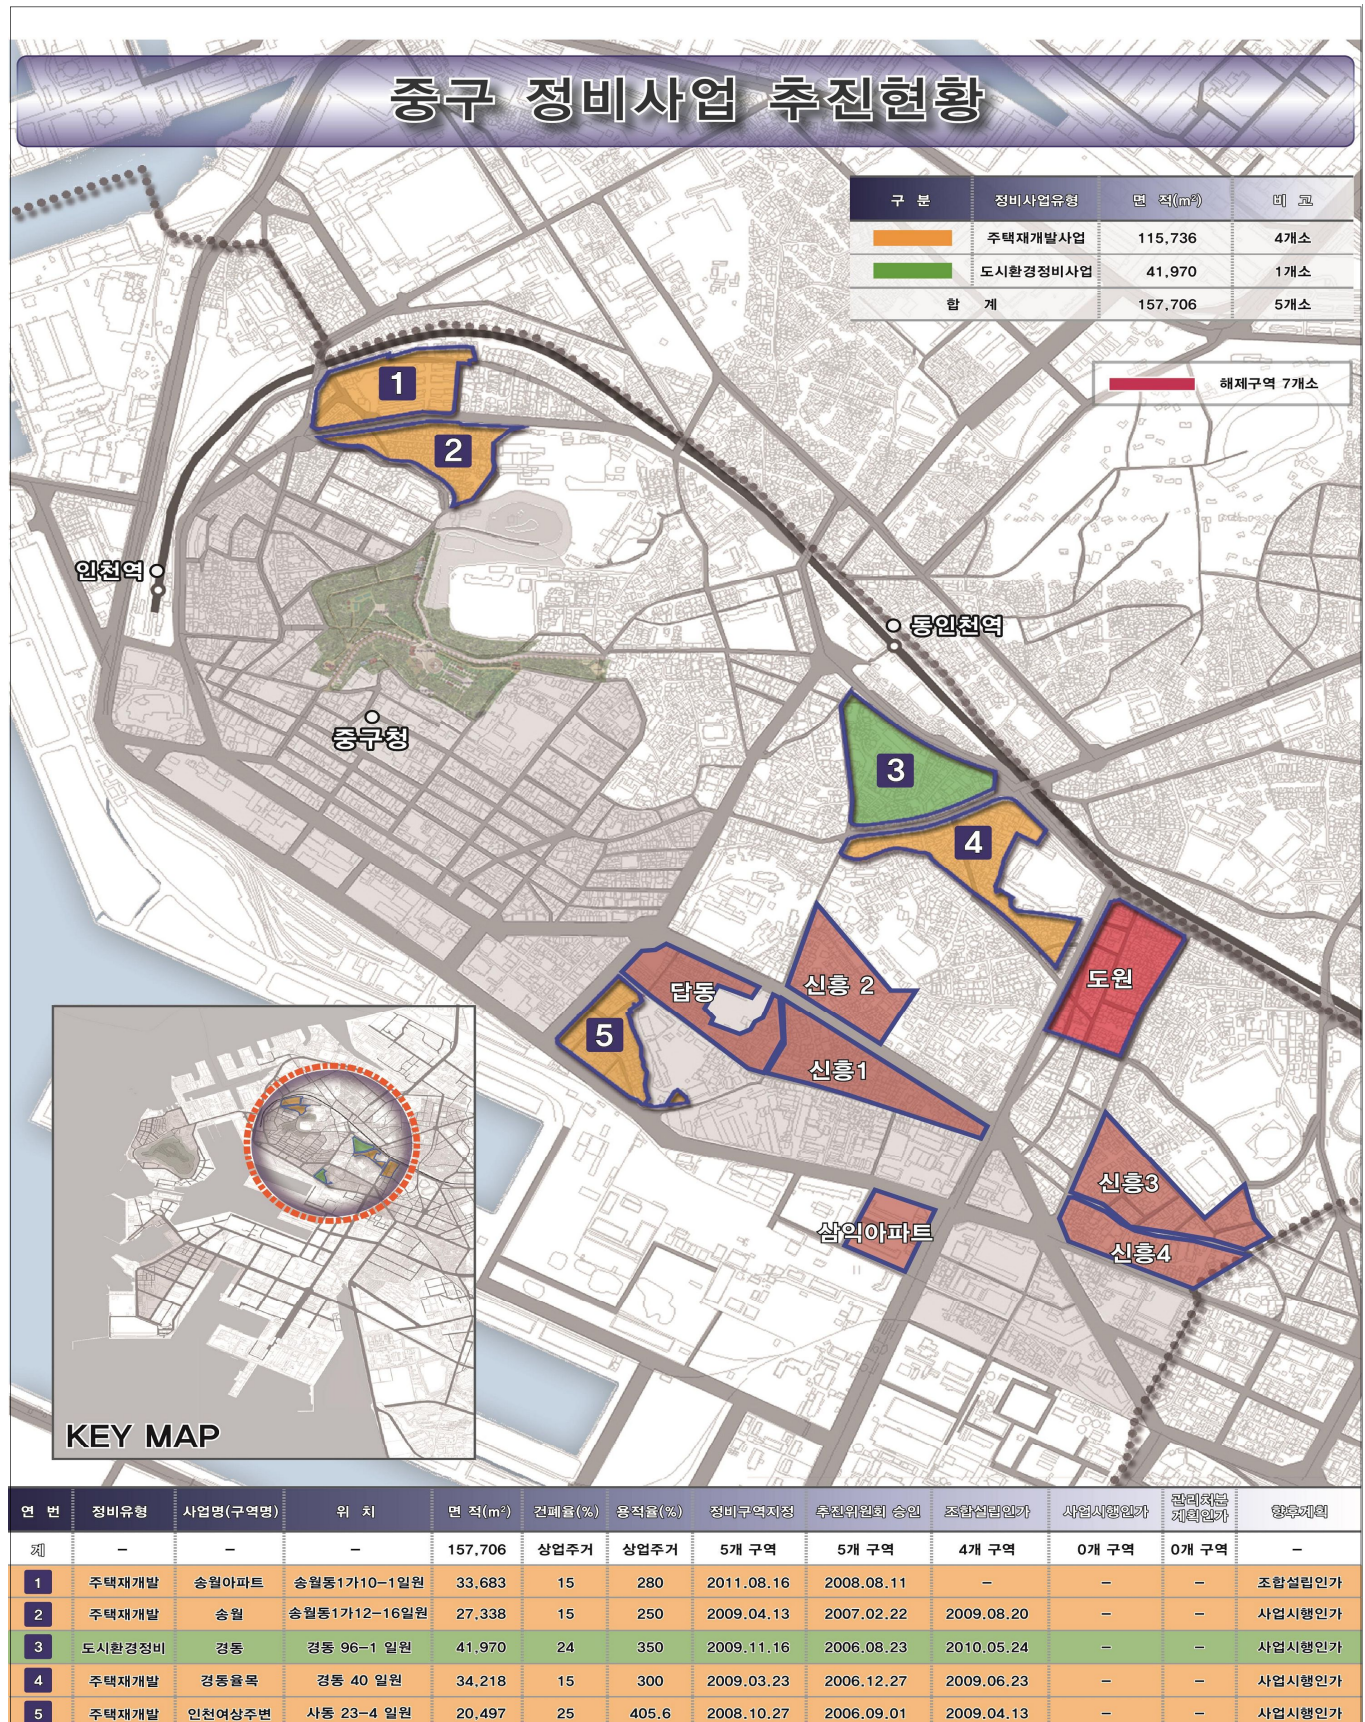 중구 정비사업 추진현황
구 분 정비사업유형 면 적(m²) 비 고
주택재개발사업 115,736 4개소
도시환경정비사업 41,970 1개소
합 계 157,706 5개소
해제구역 7개소
1
2
인천역
동인천역
중구청
3
4
도원
신흥 2
답동
5
신흥1
신흥3
삼익아파트
신흥4
KEY MAP
연 번 정비유형 사업명(구역명) 위 치 면 적(m²) 건폐율(%) 용적율(%) 정비구역지정 추진위원회 승인 조합설립인가 사업시행인가 관리처분 계획인가 향후계획
계 – – – 157,706 상업주거 상업주거 5개 구역 5개 구역 4개 구역 0개 구역 0개 구역 –
1 주택재개발 송월아파트 송월동1가10–1일원 33,683 15 280 2011.08.16 2008.08.11 – – – 조합설립인가
2 주택재개발 송월 송월동1가12–16일원 27,338 15 250 2009.04.13 2007.02.22 2009.08.20 – – 사업시행인가
3 도시환경정비 경동 경동 96–1 일원 41,970 24 350 2009.11.16 2006.08.23 2010.05.24 – – 사업시행인가
4 주택재개발 경동율목 경동 40 일원 34,218 15 300 2009.03.23 2006.12.27 2009.06.23 – – 사업시행인가
5 주택재개발 인천여상주변 사동 23–4 일원 20,497 25 405.6 2008.10.27 2006.09.01 2009.04.13 – – 사업시행인가